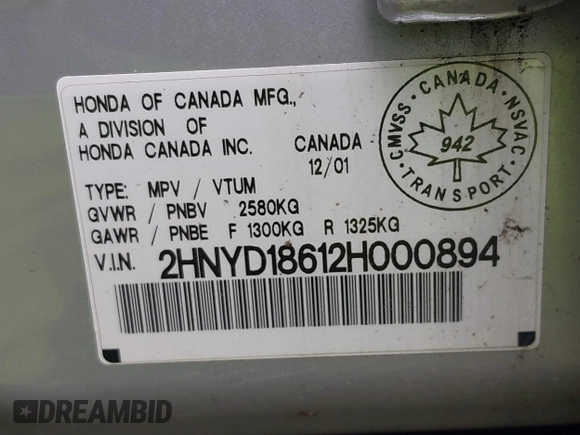 HONDA OF CANADA MFG.,
A DIVISION OF
HONDA CANADA INC.
CANADA
12/01
TYPE: MPV / VTUM
GVWR / PNBV 2580KG
GAWR / PNBE F 1300KG R 1325KG
V.I.N. 2HNYD18612H000894
CMVSS · CANADA · NSVAC
942
TRANSPORT
DREAMBID